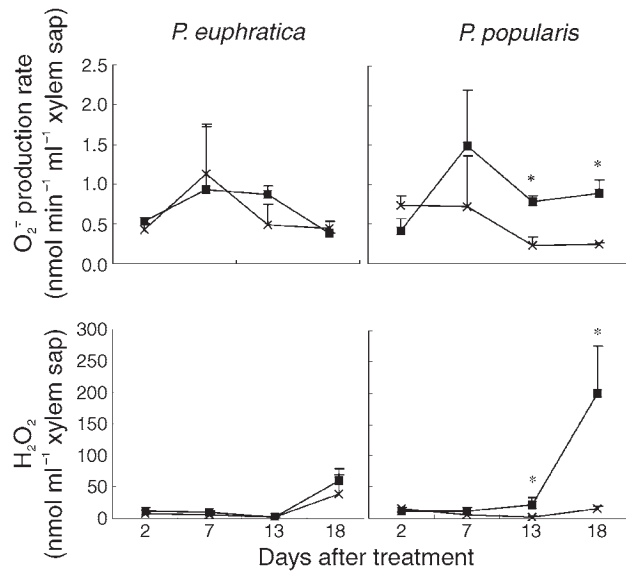 P. euphratica
P. popularis
O₂⁻ production rate
(nmol min⁻¹ ml⁻¹ xylem sap)
2.5
2.0
1.5
1.0
0.5
0.0
*
*
H₂O₂
(nmol ml⁻¹ xylem sap)
300
250
200
150
100
50
0
*
*
2 7 13 18
2 7 13 18
Days after treatment